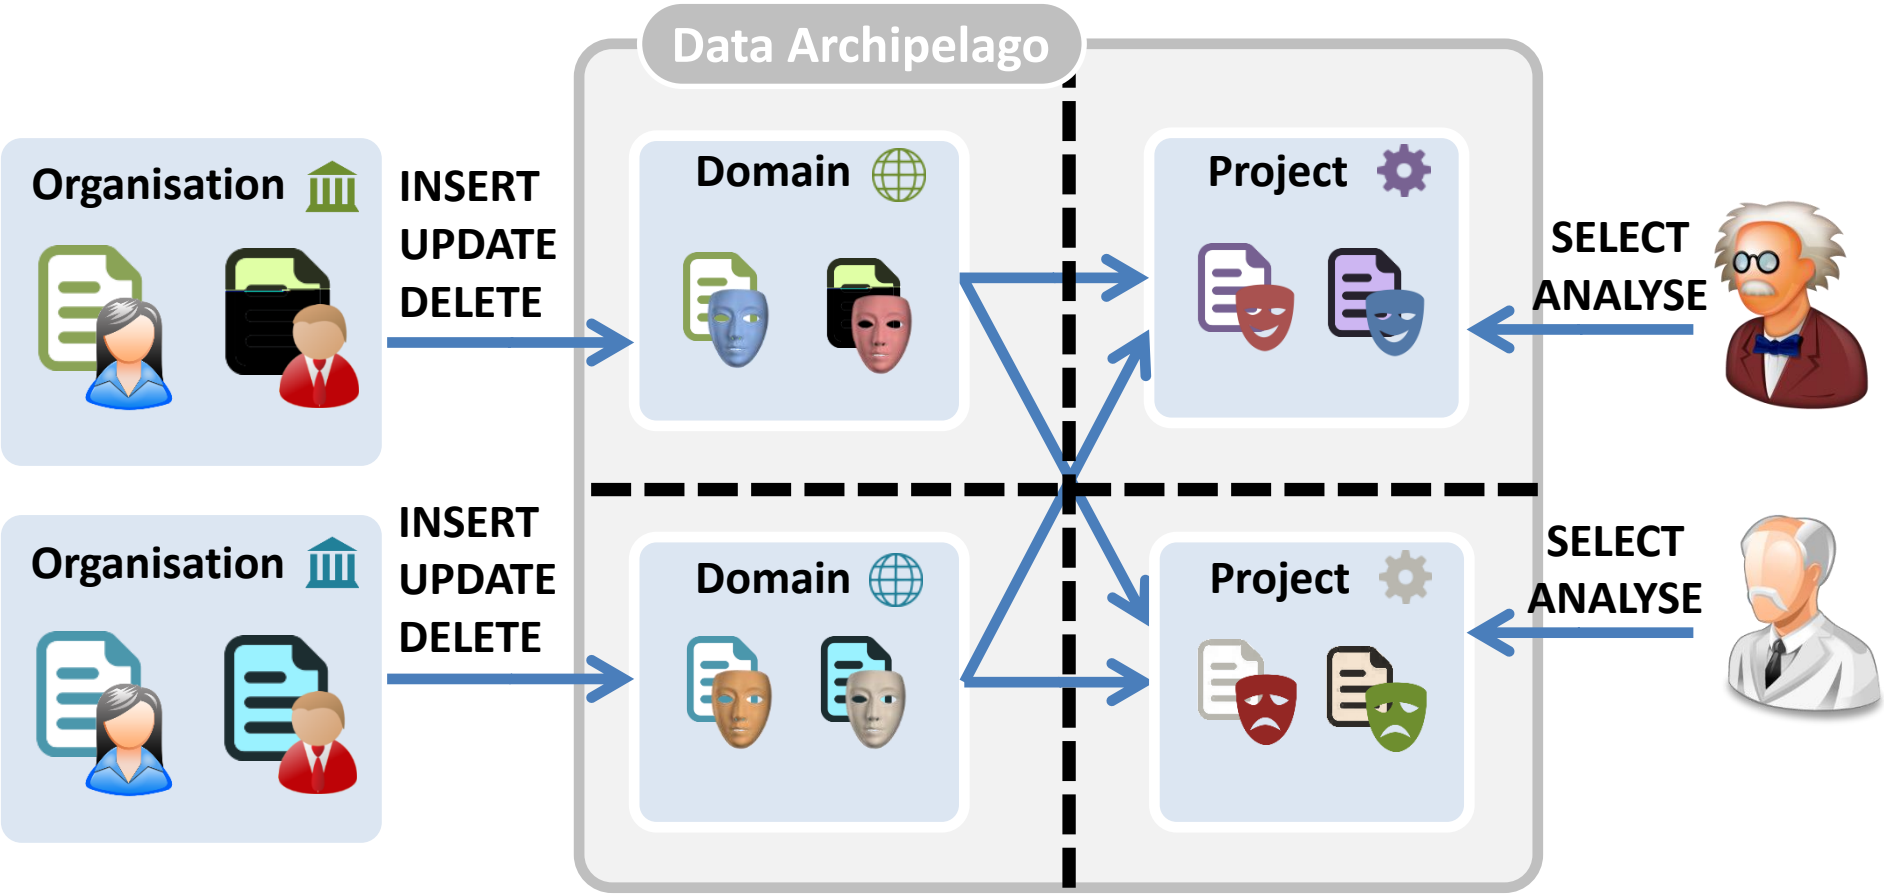 Data Archipelago
Organisation
INSERT
UPDATE
DELETE
Domain
Project
SELECT
ANALYSE
Organisation
INSERT
UPDATE
DELETE
Domain
Project
SELECT
ANALYSE